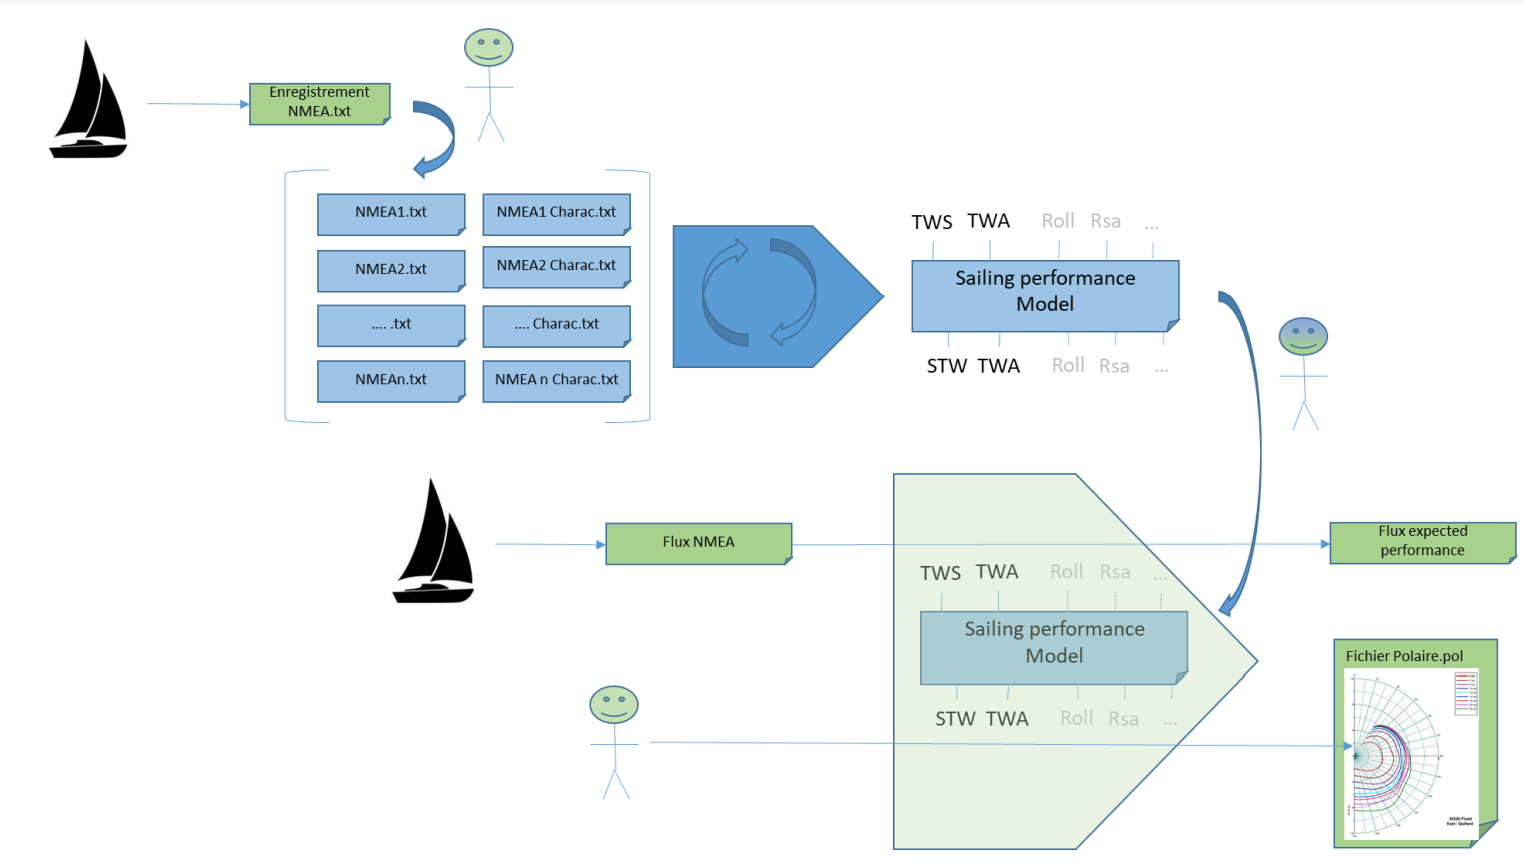 Enregistrement
NMEA.txt
NMEA1.txt
NMEA1 Charac.txt
NMEA2.txt
NMEA2 Charac.txt
.... .txt
.... Charac.txt
NMEAn.txt
NMEA n Charac.txt
TWS TWA Roll Rsa ...
Sailing performance
Model
STW TWA Roll Rsa ...
Flux NMEA
Flux expected
performance
TWS TWA Roll Rsa ...
Sailing performance
Model
STW TWA Roll Rsa ...
Fichier Polaire.pol